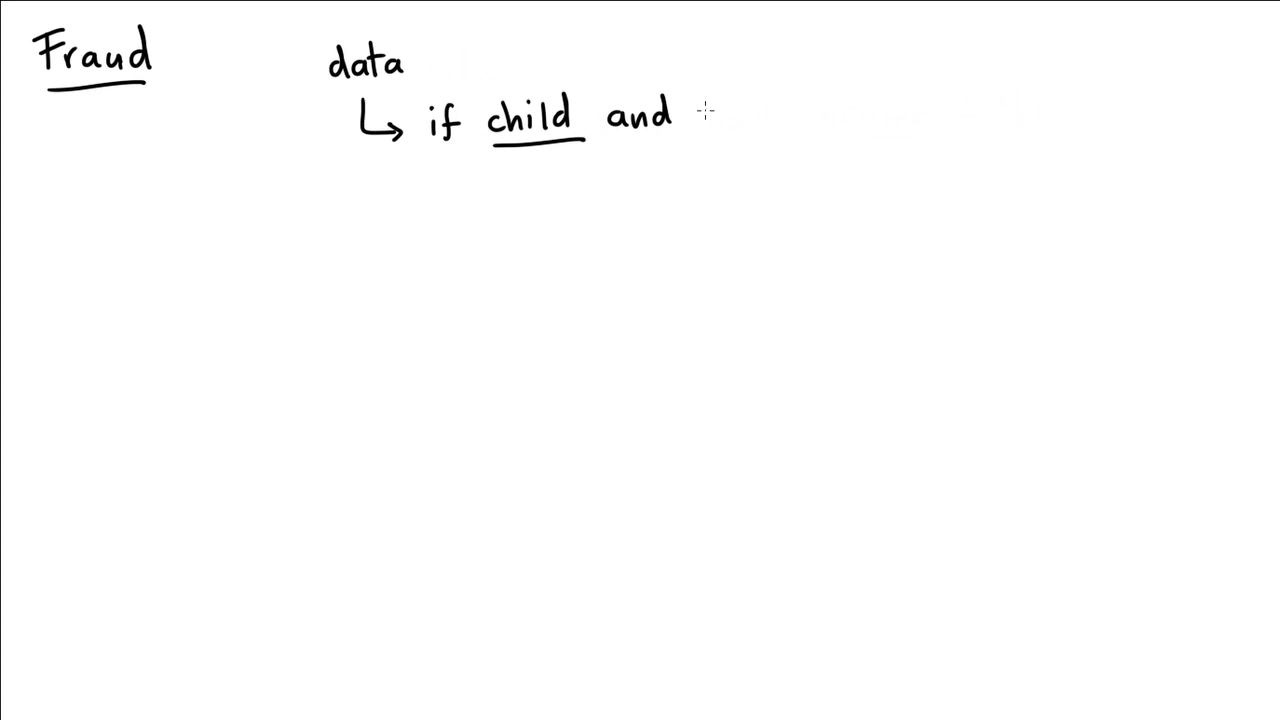 Fraud
data
↳ if child and